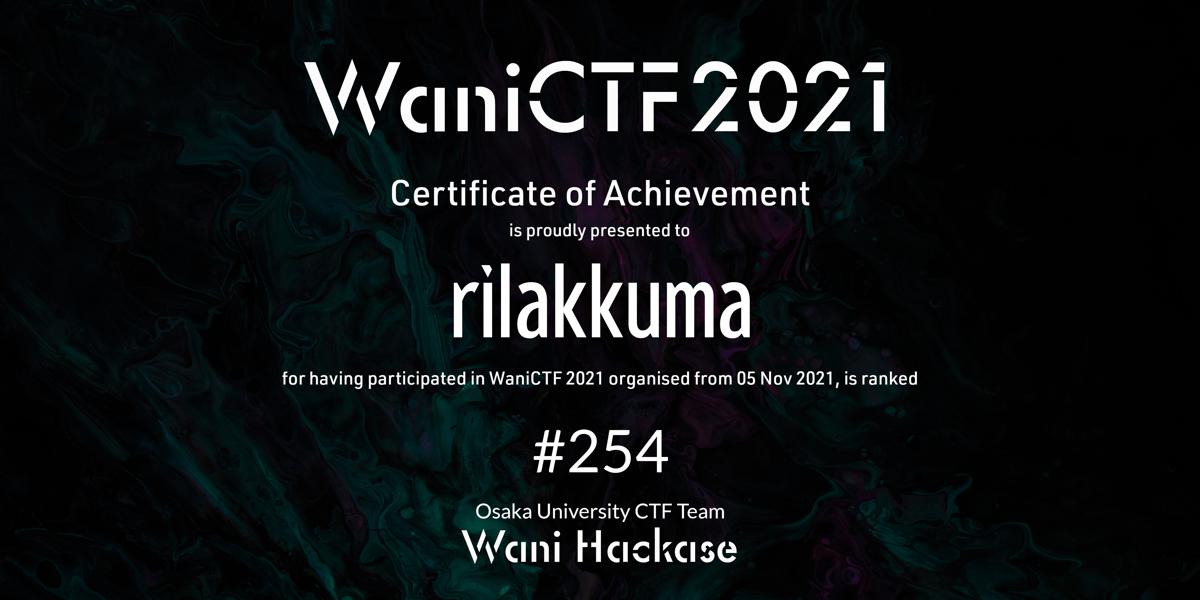 WaniCTF2021
Certificate of Achievement
is proudly presented to
rilakkuma
for having participated in WaniCTF 2021 organised from 05 Nov 2021, is ranked
#254
Osaka University CTF Team
Wani Hackase